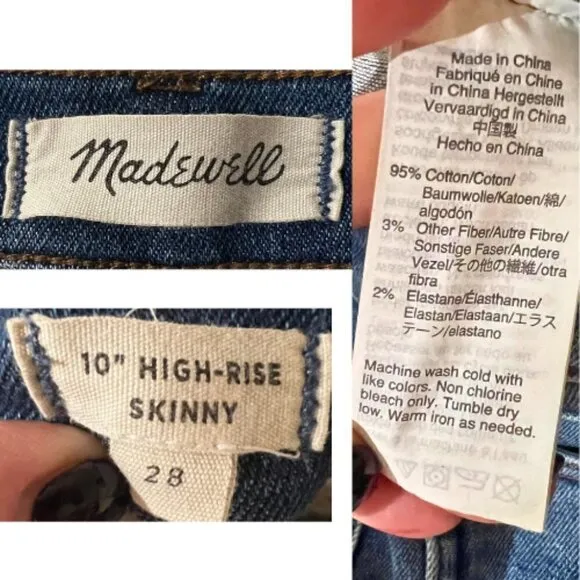 Madewell
10" HIGH-RISE
SKINNY
28
Made in China
Fabriqué en Chine
in China Hergestellt
Vervaardigd in China
中国製
Hecho en China
95% Cotton/Coton/
Baumwolle/Katoen/綿/
algodón
3% Other Fiber/Autre Fibre/
Sonstige Faser/Andere
Vezel/その他の繊維/otra
fibra
2% Elastane/Élasthanne/
Elastan/Elastaan/エラス
テーン/elastano
Machine wash cold with
like colors. Non chlorine
bleach only. Tumble dry
low. Warm iron as needed.